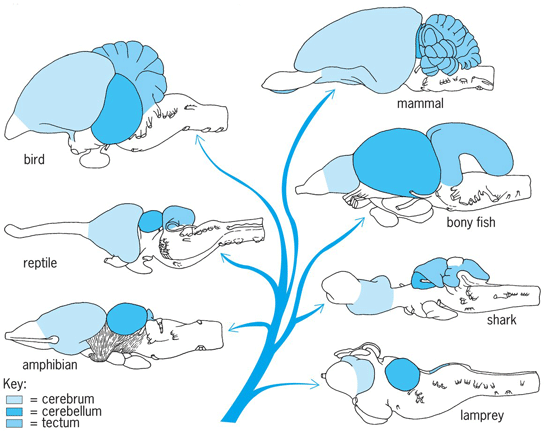 bird
mammal
bony fish
reptile
shark
amphibian
lamprey
Key:
= cerebrum
= cerebellum
= tectum